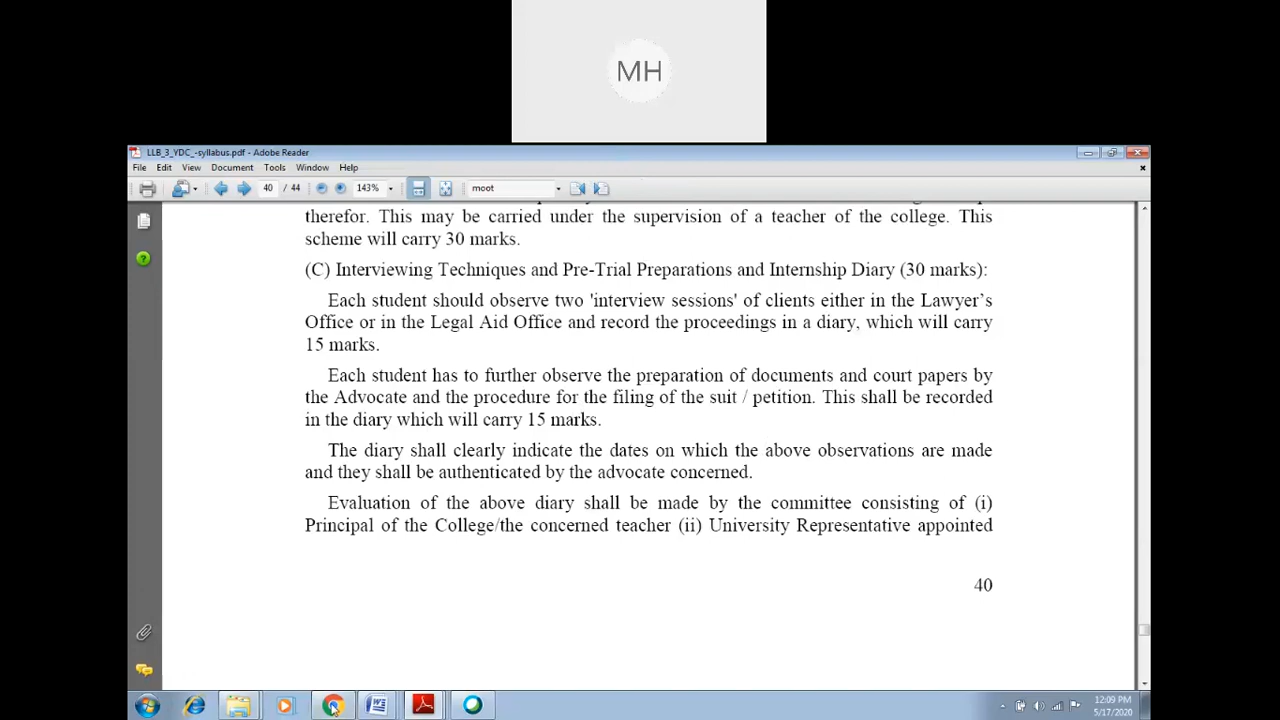 MH
LLB_3_YDC_-syllabus.pdf - Adobe Reader
File Edit View Document Tools Window Help
40 / 44 143% moot
therefor. This may be carried under the supervision of a teacher of the college. This
scheme will carry 30 marks.
(C) Interviewing Techniques and Pre-Trial Preparations and Internship Diary (30 marks):
Each student should observe two 'interview sessions' of clients either in the Lawyer's
Office or in the Legal Aid Office and record the proceedings in a diary, which will carry
15 marks.
Each student has to further observe the preparation of documents and court papers by
the Advocate and the procedure for the filing of the suit / petition. This shall be recorded
in the diary which will carry 15 marks.
The diary shall clearly indicate the dates on which the above observations are made
and they shall be authenticated by the advocate concerned.
Evaluation of the above diary shall be made by the committee consisting of (i)
Principal of the College/the concerned teacher (ii) University Representative appointed
40
12:09 PM
5/17/2020